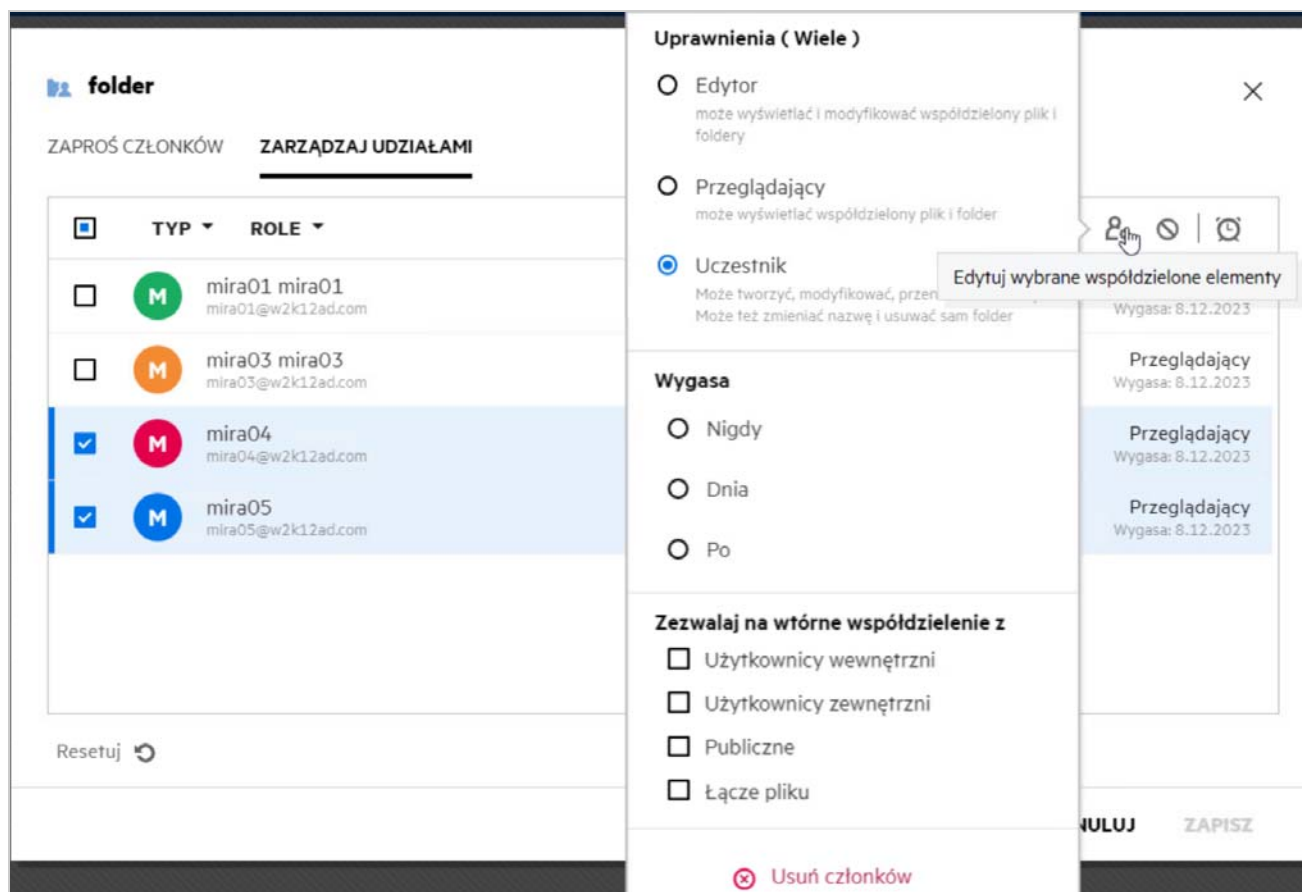 folder
ZAPROŚ CZŁONKÓW
ZARZĄDZAJ UDZIAŁAMI
TYP
ROLE
M
mira01 mira01
mira01@w2k12ad.com
Wygasa: 8.12.2023
M
mira03 mira03
mira03@w2k12ad.com
Przeglądający
Wygasa: 8.12.2023
M
mira04
mira04@w2k12ad.com
Przeglądający
Wygasa: 8.12.2023
M
mira05
mira05@w2k12ad.com
Przeglądający
Wygasa: 8.12.2023
Resetuj
Uprawnienia ( Wiele )
Edytor
może wyświetlać i modyfikować współdzielony plik i
foldery
Przeglądający
może wyświetlać współdzielony plik i folder
Uczestnik
Może tworzyć, modyfikować,
Może też zmieniać nazwę i usuwać sam folder
Edytuj wybrane współdzielone elementy
Wygasa
Nigdy
Dnia
Po
Zezwalaj na wtórne współdzielenie z
Użytkownicy wewnętrzni
Użytkownicy zewnętrzni
Publiczne
Łącze pliku
Usuń członków
NULUJ
ZAPISZ